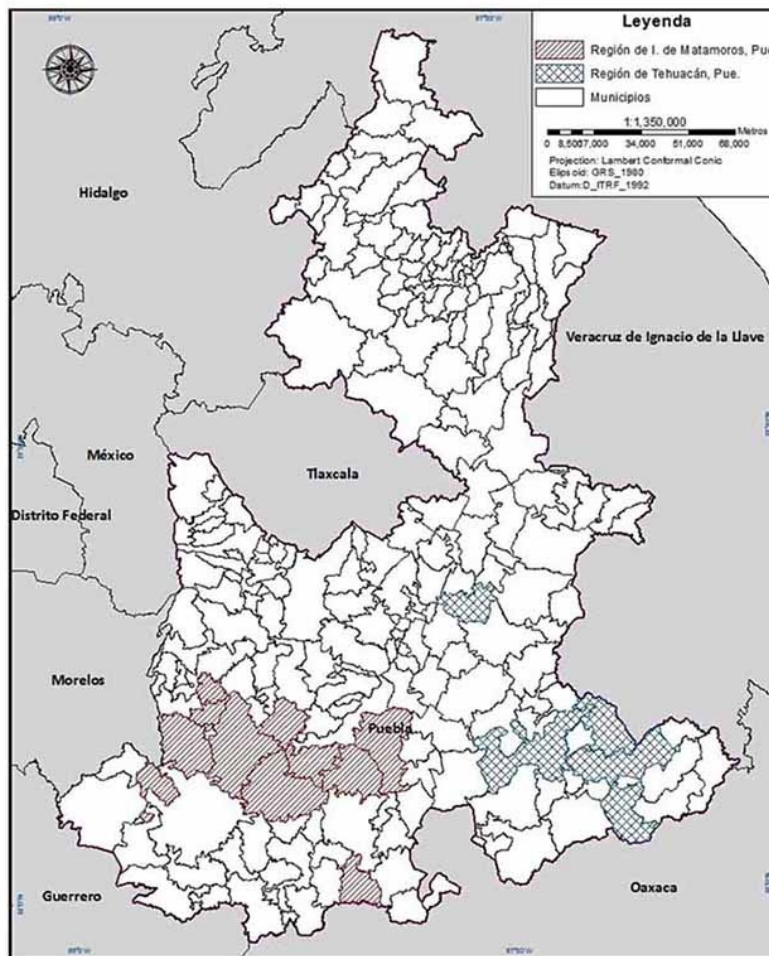 Leyenda
Región de I. de Matamoros, Pue
Región de Tehuacán, Pue.
Municipios
1:1,350,000
Metros
0 8,50017,000 34,000 51,000 68,000
Projection: Lambert Conformal Conic
Elipsoid: GRS_1980
Datum:D_ITRF_1992
Hidalgo
Veracruz de Ignacio de la Llave
México
Tlaxcala
Distrito Federal
Morelos
Puebla
Guerrero
Oaxaca